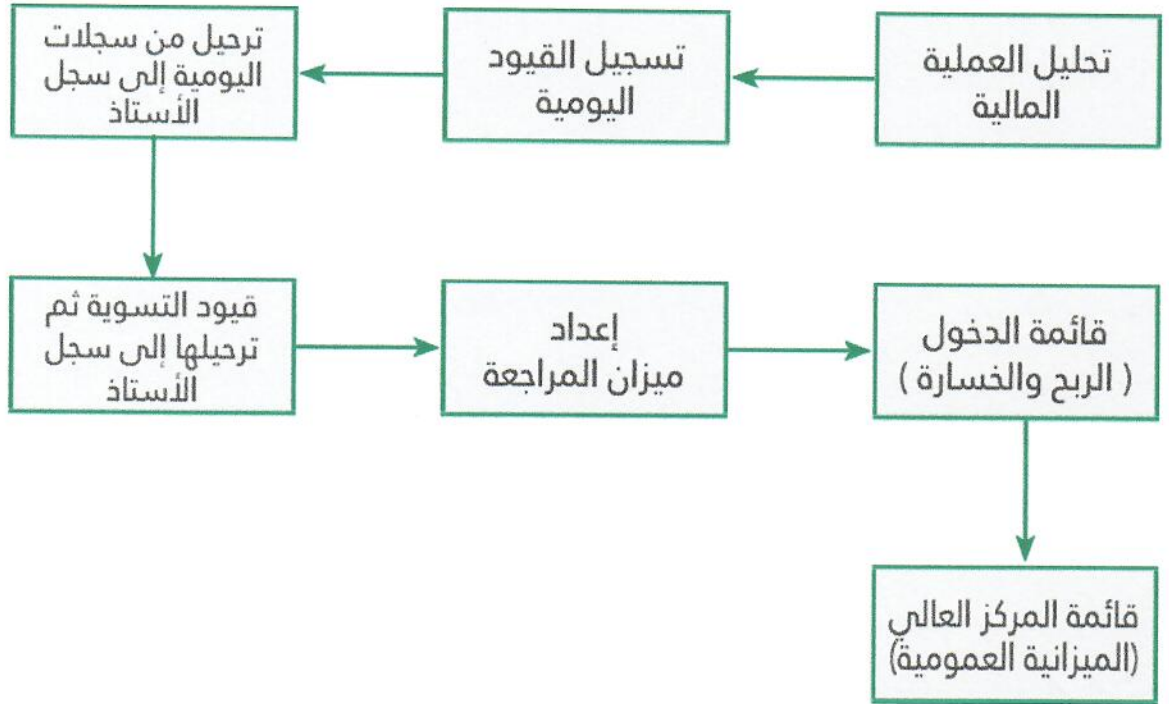 تحليل العملية
المالية
تسجيل القيود
اليومية
ترحيل من سجلات
اليومية إلى سجل
الأستاذ
قيود التسوية ثم
ترحيلها إلى سجل
الأستاذ
إعداد
ميزان المراجعة
قائمة الدخول
( الربح والخسارة )
قائمة المركز العالي
(الميزانية العمومية)